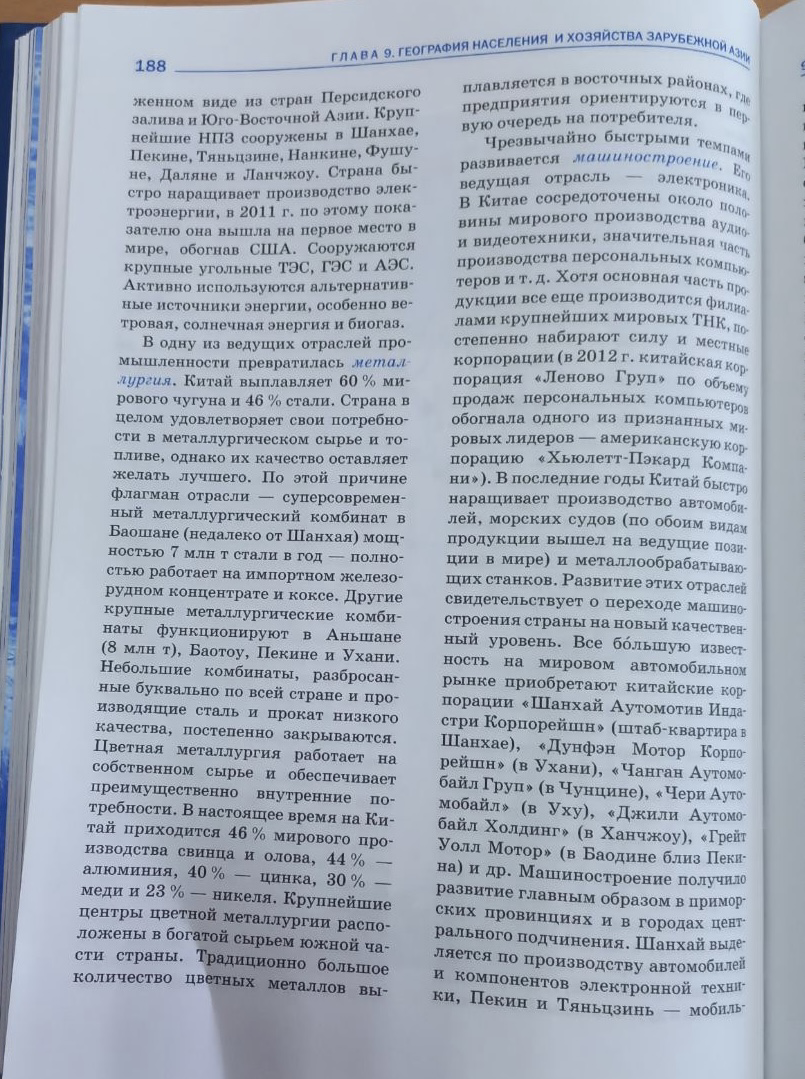 188
ГЛАВА 9. ГЕОГРАФИЯ НАСЕЛЕНИЯ И ХОЗЯЙСТВА ЗАРУБЕЖНОЙ АЗИИ
женном виде из стран Персидского
залива и Юго-Восточной Азии. Круп-
нейшие НПЗ сооружены в Шанхае,
Пекине, Тяньцзине, Нанкине, Фушу-
не, Даляне и Ланчжоу. Страна бы-
стро наращивает производство элек-
троэнергии, в 2011 г. по этому пока-
зателю она вышла на первое место в
мире, обогнав США. Сооружаются
крупные угольные ТЭС, ГЭС и АЭС.
Активно используются альтернатив-
ные источники энергии, особенно ве-
тровая, солнечная энергия и биогаз.
В одну из ведущих отраслей про-
мышленности превратилась метал-
лургия. Китай выплавляет 60 % ми-
рового чугуна и 46 % стали. Страна в
целом удовлетворяет свои потребно-
сти в металлургическом сырье и то-
пливе, однако их качество оставляет
желать лучшего. По этой причине
флагман отрасли — суперсовремен-
ный металлургический комбинат в
Баошане (недалеко от Шанхая) мощ-
ностью 7 млн т стали в год — полно-
стью работает на импортном железо-
рудном концентрате и коксе. Другие
крупные металлургические комби-
наты функционируют в Аньшане
(8 млн т), Баотоу, Пекине и Ухани.
Небольшие комбинаты, разбросан-
ные буквально по всей стране и про-
изводящие сталь и прокат низкого
качества, постепенно закрываются.
Цветная металлургия работает на
собственном сырье и обеспечивает
преимущественно внутренние по-
требности. В настоящее время на Ки-
тай приходится 46 % мирового про-
изводства свинца и олова, 44 % —
алюминия, 40 % — цинка, 30 % —
меди и 23 % — никеля. Крупнейшие
центры цветной металлургии распо-
ложены в богатой сырьем южной ча-
сти страны. Традиционно большое
количество цветных металлов вы-
плавляется в восточных районах, где
предприятия ориентируются в пер-
вую очередь на потребителя.
Чрезвычайно быстрыми темпами
развивается машиностроение. Его
ведущая отрасль — электроника.
В Китае сосредоточены около поло-
вины мирового производства аудио-
и видеотехники, значительная часть
производства персональных компью-
теров и т. д. Хотя основная часть про-
дукции все еще производится филиа-
лами крупнейших мировых ТНК, по-
степенно набирают силу и местные
корпорации (в 2012 г. китайская кор-
порация «Леново Груп» по объему
продаж персональных компьютеров
обогнала одного из признанных ми-
ровых лидеров — американскую кор-
порацию «Хьюлетт-Пэкард Компа-
ни»). В последние годы Китай быстро
наращивает производство автомоби-
лей, морских судов (по обоим видам
продукции вышел на ведущие пози-
ции в мире) и металлообрабатываю-
щих станков. Развитие этих отраслей
свидетельствует о переходе машино-
строения страны на новый качествен-
ный уровень. Все бо́льшую извест-
ность на мировом автомобильном
рынке приобретают китайские кор-
порации «Шанхай Аутомотив Инда-
стри Корпорейшн» (штаб-квартира в
Шанхае), «Дунфэн Мотор Корпо-
рейшн» (в Ухани), «Чанган Аутомо-
байл Груп» (в Чунцине), «Чери Ауто-
мобайл» (в Уху), «Джили Аутомо-
байл Холдинг» (в Ханчжоу), «Грейт
Уолл Мотор» (в Баодине близ Пеки-
на) и др. Машиностроение получило
развитие главным образом в примор-
ских провинциях и в городах цент-
рального подчинения. Шанхай выде-
ляется по производству автомобилей
и компонентов электронной техни-
ки, Пекин и Тяньцзинь — мобиль-